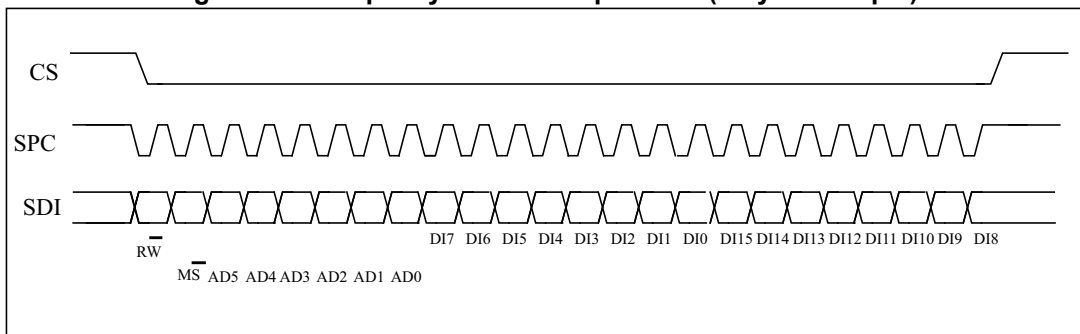 CS
SPC
SDI
DI7 DI6 DI5 DI4 DI3 DI2 DI1 DI0 DI15 DI14 DI13 DI12 DI11 DI10 DI9 DI8
RW
MS AD5 AD4 AD3 AD2 AD1 AD0